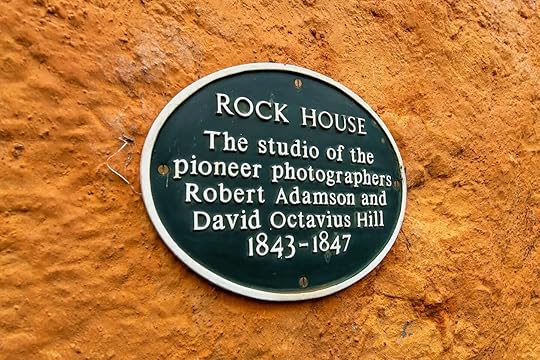 ROCK HOUSE
The studio of the
pioneer photographers
Robert Adamson and
David Octavius Hill
1843-1847